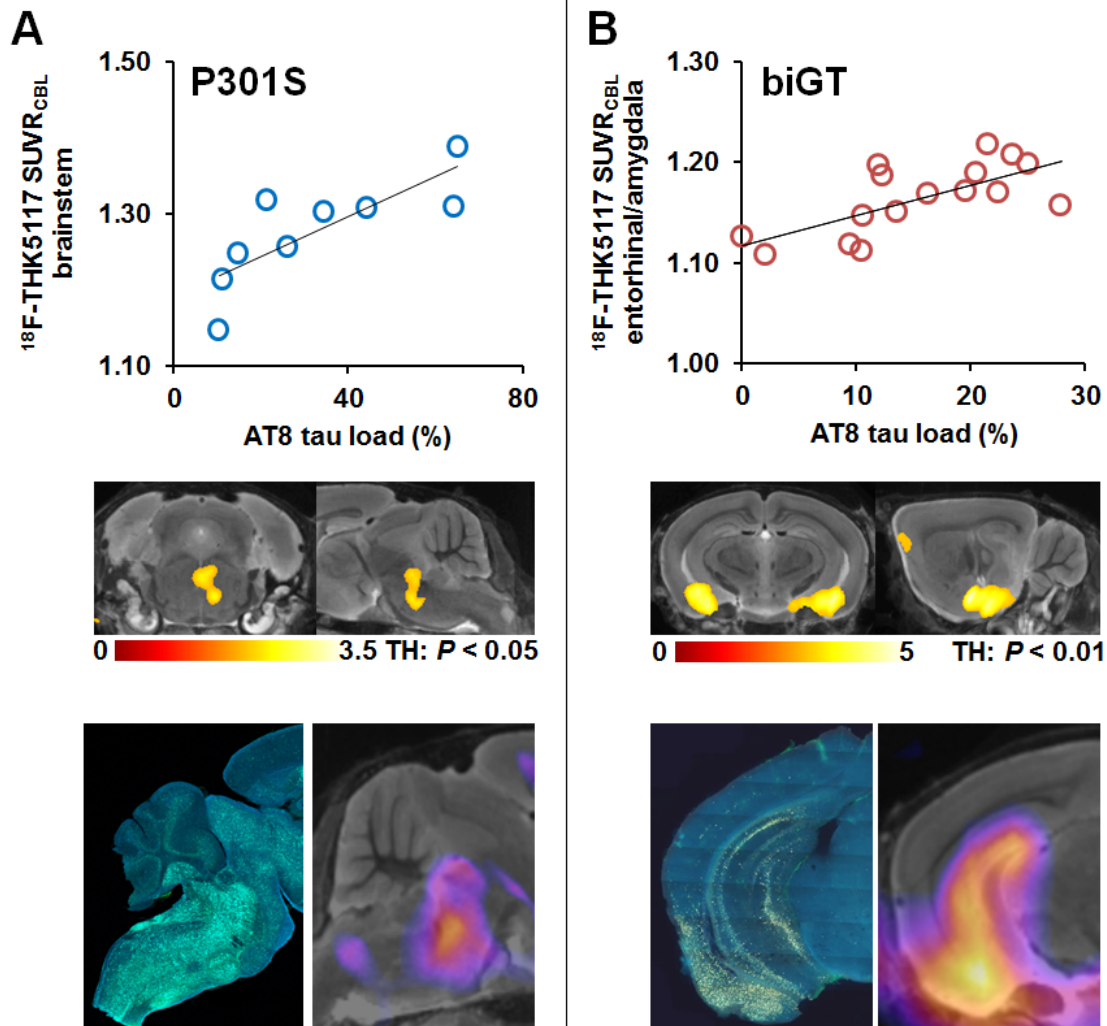 A
P301S
¹⁸F-THK5117 SUVR_CBL
brainstem
1.50
1.30
1.10
0
40
80
AT8 tau load (%)
0
3.5 TH: P < 0.05
B
biGT
¹⁸F-THK5117 SUVR_CBL
entorhinal/amygdala
1.30
1.20
1.10
1.00
0
10
20
30
AT8 tau load (%)
0
5
TH: P < 0.01